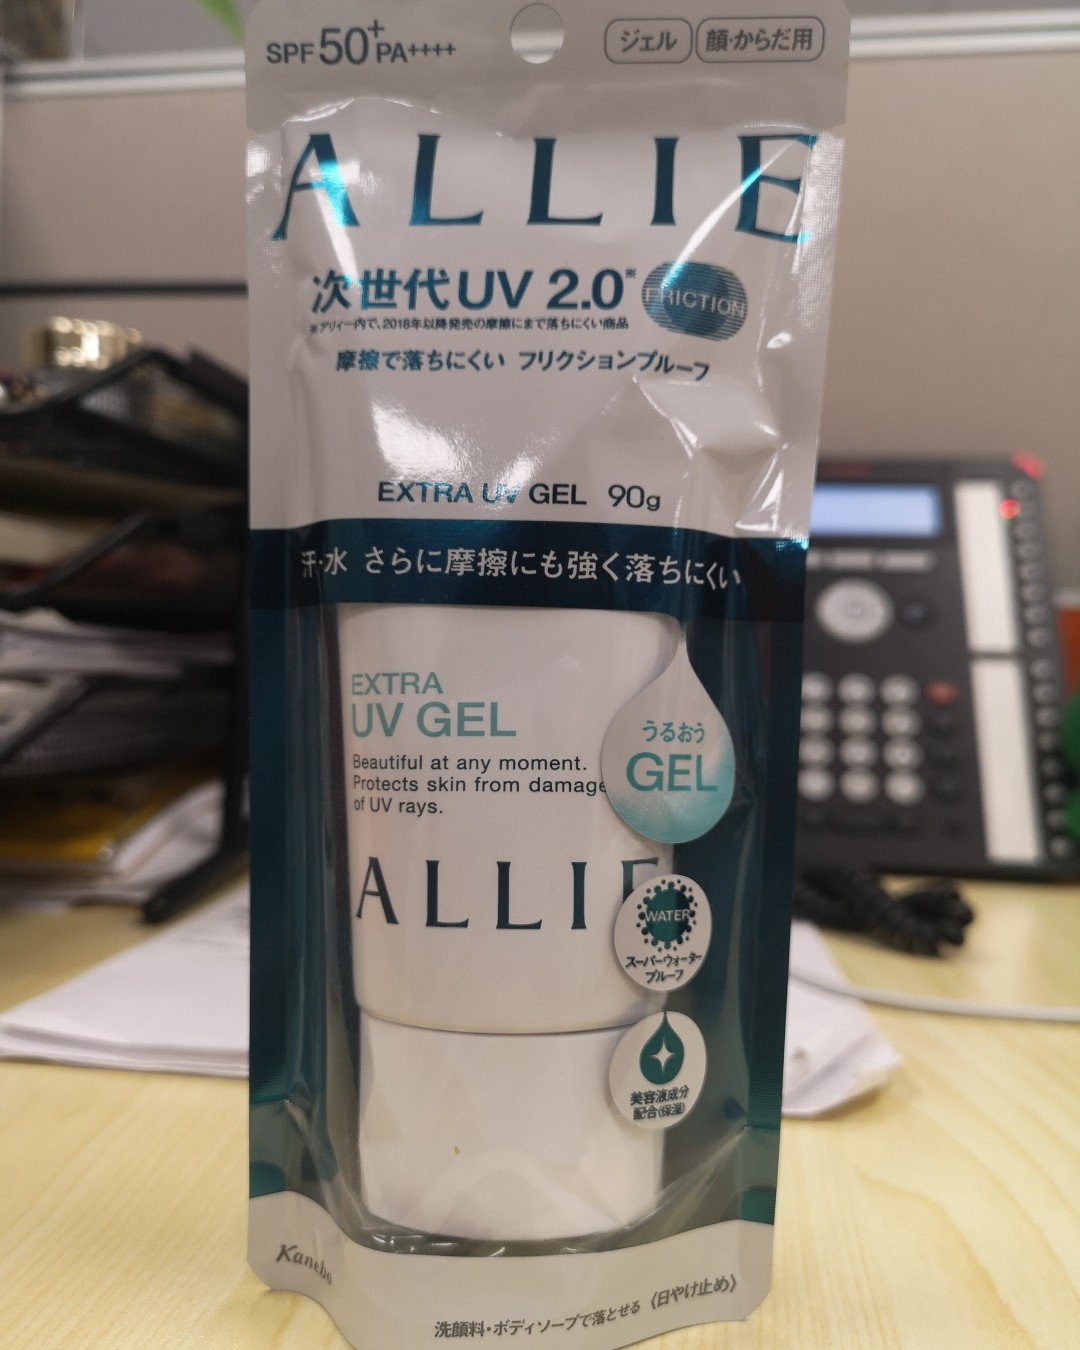 SPF50+ PA++++
ジェル
顔・からだ用
ALLIE
次世代UV 2.0※
FRICTION
※アリィー内で、2018年以降発売の摩擦にまで落ちにくい商品
摩擦で落ちにくい フリクションプルーフ
EXTRA UV GEL 90g
汗・水 さらに摩擦にも強く落ちにくい
EXTRA
UV GEL
Beautiful at any moment.
Protects skin from damage
of UV rays.
うるおう
GEL
ALLIE
WATER
スーパーウォーター
プルーフ
美容液成分
配合(保湿)
Kanebo
洗顔料・ボディソープで落とせる 〈日やけ止め〉